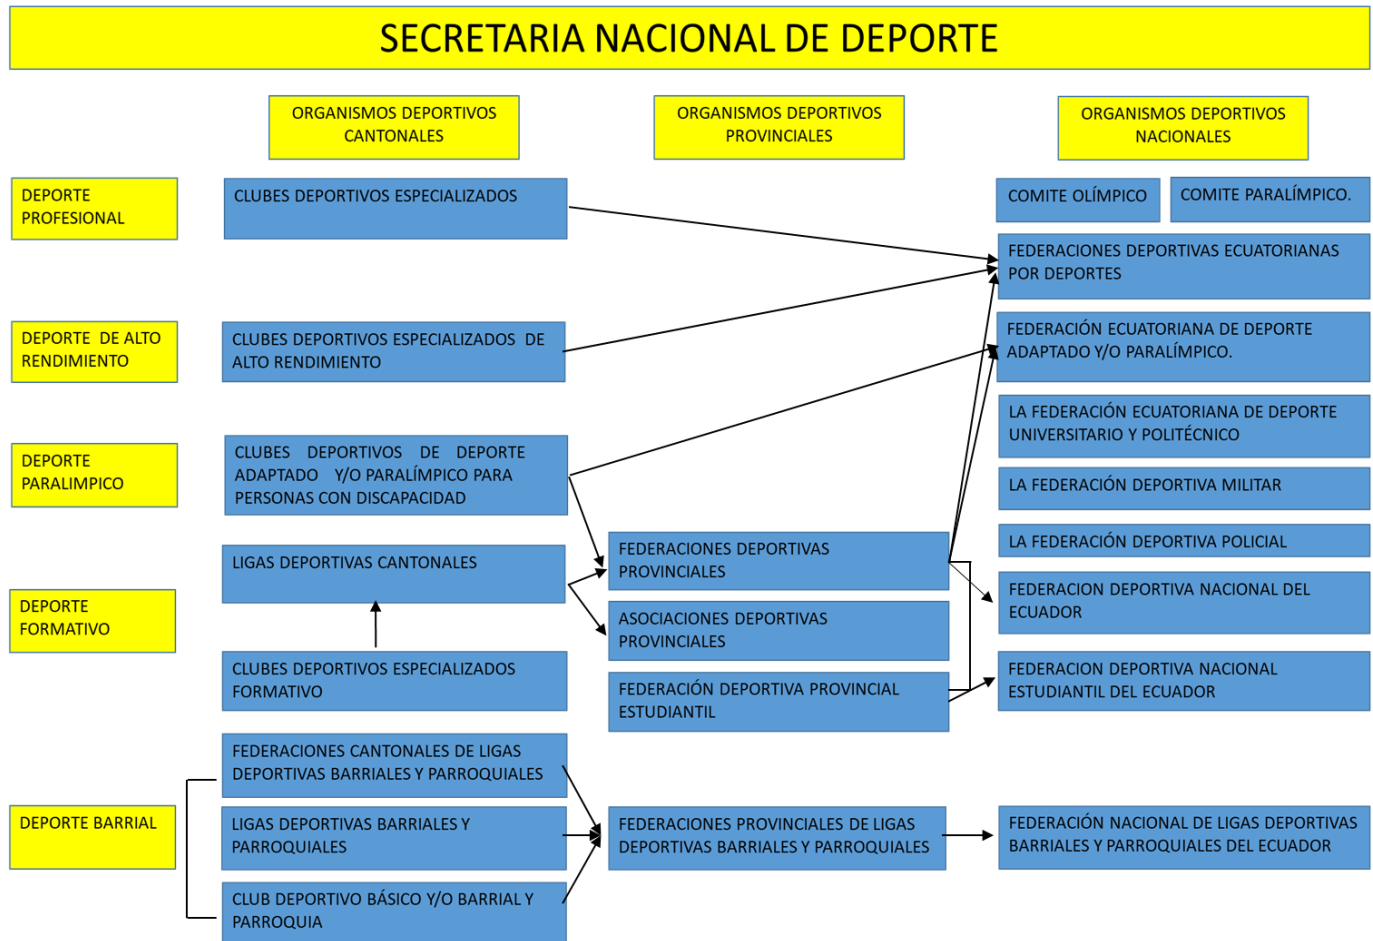 SECRETARIA NACIONAL DE DEPORTE
ORGANISMOS DEPORTIVOS
CANTONALES
ORGANISMOS DEPORTIVOS
PROVINCIALES
ORGANISMOS DEPORTIVOS
NACIONALES
DEPORTE
PROFESIONAL
CLUBES DEPORTIVOS ESPECIALIZADOS
COMITE OLÍMPICO
COMITE PARALÍMPICO.
FEDERACIONES DEPORTIVAS ECUATORIANAS
POR DEPORTES
DEPORTE DE ALTO
RENDIMIENTO
CLUBES DEPORTIVOS ESPECIALIZADOS DE
ALTO RENDIMIENTO
FEDERACIÓN ECUATORIANA DE DEPORTE
ADAPTADO Y/O PARALÍMPICO.
LA FEDERACIÓN ECUATORIANA DE DEPORTE
UNIVERSITARIO Y POLITÉCNICO
DEPORTE
PARALIMPICO
CLUBES DEPORTIVOS DE DEPORTE
ADAPTADO Y/O PARALÍMPICO PARA
PERSONAS CON DISCAPACIDAD
LA FEDERACIÓN DEPORTIVA MILITAR
LA FEDERACIÓN DEPORTIVA POLICIAL
DEPORTE
FORMATIVO
LIGAS DEPORTIVAS CANTONALES
FEDERACIONES DEPORTIVAS
PROVINCIALES
FEDERACION DEPORTIVA NACIONAL DEL
ECUADOR
ASOCIACIONES DEPORTIVAS
PROVINCIALES
CLUBES DEPORTIVOS ESPECIALIZADOS
FORMATIVO
FEDERACIÓN DEPORTIVA PROVINCIAL
ESTUDIANTIL
FEDERACION DEPORTIVA NACIONAL
ESTUDIANTIL DEL ECUADOR
DEPORTE BARRIAL
FEDERACIONES CANTONALES DE LIGAS
DEPORTIVAS BARRIALES Y PARROQUIALES
LIGAS DEPORTIVAS BARRIALES Y
PARROQUIALES
CLUB DEPORTIVO BÁSICO Y/O BARRIAL Y
PARROQUIA
FEDERACIONES PROVINCIALES DE LIGAS
DEPORTIVAS BARRIALES Y PARROQUIALES
FEDERACIÓN NACIONAL DE LIGAS DEPORTIVAS
BARRIALES Y PARROQUIALES DEL ECUADOR